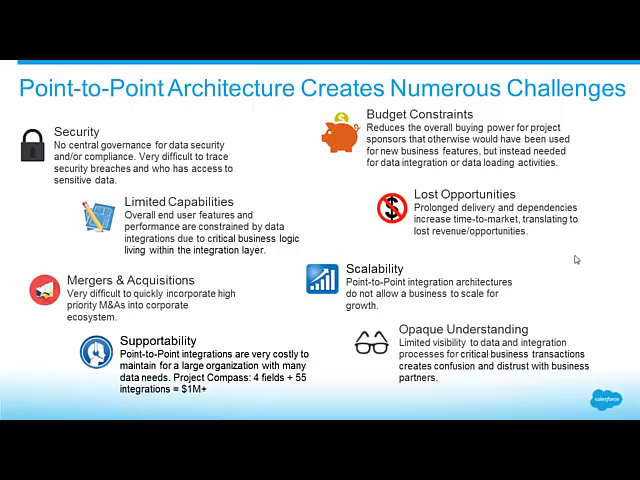 Point-to-Point Architecture Creates Numerous Challenges
Security
No central governance for data security
and/or compliance. Very difficult to trace
security breaches and who has access to
sensitive data.
Limited Capabilities
Overall end user features and
performance are constrained by data
integrations due to critical business logic
living within the integration layer.
Mergers & Acquisitions
Very difficult to quickly incorporate high
priority M&As into corporate
ecosystem.
Supportability
Point-to-Point integrations are very costly to
maintain for a large organization with many
data needs. Project Compass: 4 fields + 55
integrations = $1M+
Budget Constraints
Reduces the overall buying power for project
sponsors that otherwise would have been used
for new business features, but instead needed
for data integration or data loading activities.
Lost Opportunities
Prolonged delivery and dependencies
increase time-to-market, translating to
lost revenue/opportunities.
Scalability
Point-to-Point integration architectures
do not allow a business to scale for
growth.
Opaque Understanding
Limited visibility to data and integration
processes for critical business transactions
creates confusion and distrust with business
partners.
salesforce